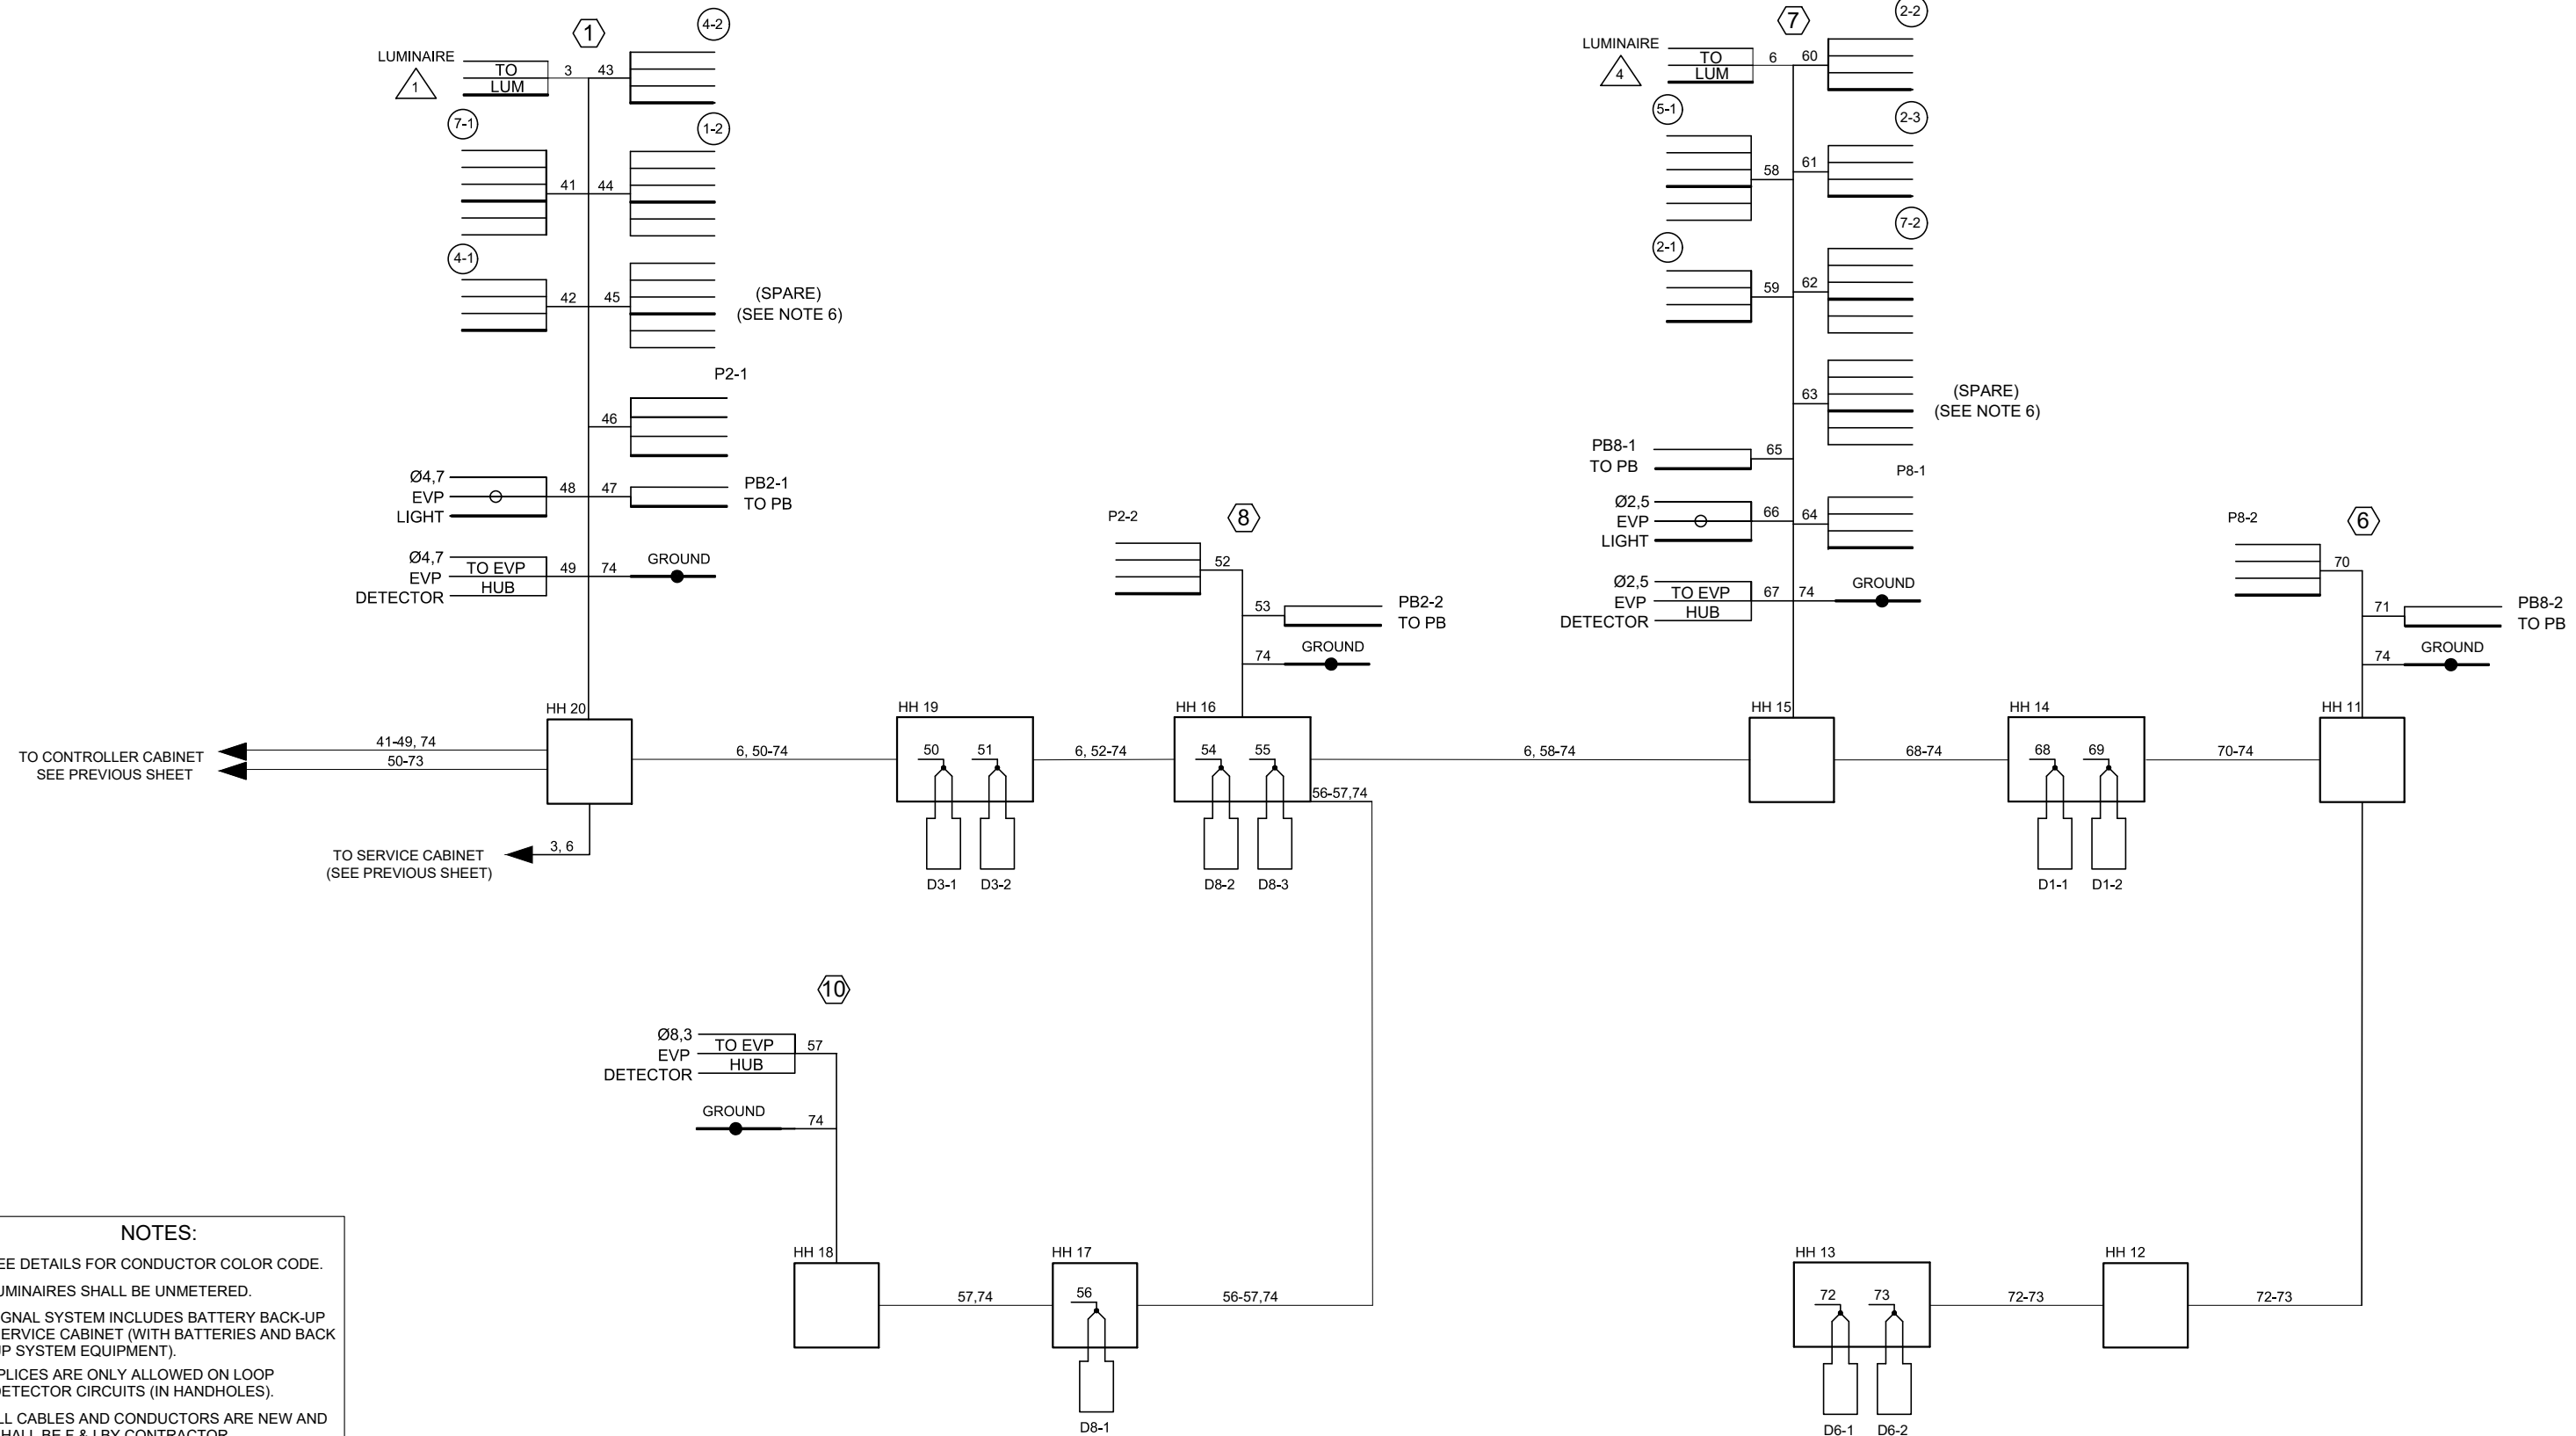 1
4-2
LUMINAIRE
1
TO
LUM
3
43
7-1
1-2
41
44
4-1
42
45
(SPARE)
(SEE NOTE 6)
P2-1
46
Ø4,7
EVP
LIGHT
48
47
PB2-1
TO PB
Ø4,7
EVP
DETECTOR
TO EVP
HUB
49
74
GROUND
7
2-2
LUMINAIRE
4
TO
LUM
6
60
5-1
2-3
58
61
2-1
7-2
59
62
63
(SPARE)
(SEE NOTE 6)
PB8-1
TO PB
65
P8-1
Ø2,5
EVP
LIGHT
66
64
Ø2,5
EVP
DETECTOR
TO EVP
HUB
67
74
GROUND
P2-2
8
52
53
PB2-2
TO PB
74
GROUND
P8-2
6
70
71
PB8-2
TO PB
74
GROUND
TO CONTROLLER CABINET
SEE PREVIOUS SHEET
41-49, 74
50-73
HH 20
6, 50-74
HH 19
50
51
D3-1
D3-2
6, 52-74
HH 16
54
55
D8-2
D8-3
56-57,74
6, 58-74
HH 15
68-74
HH 14
68
69
D1-1
D1-2
70-74
HH 11
TO SERVICE CABINET
(SEE PREVIOUS SHEET)
3, 6
10
Ø8,3
EVP
DETECTOR
TO EVP
HUB
57
GROUND
74
HH 18
57,74
HH 17
56
D8-1
56-57,74
HH 13
72
73
D6-1
D6-2
72-73
HH 12
72-73
NOTES:
EE DETAILS FOR CONDUCTOR COLOR CODE.
UMINAIRES SHALL BE UNMETERED.
GNAL SYSTEM INCLUDES BATTERY BACK-UP
ERVICE CABINET (WITH BATTERIES AND BACK
UP SYSTEM EQUIPMENT).
PLICES ARE ONLY ALLOWED ON LOOP
DETECTOR CIRCUITS (IN HANDHOLES).
LL CABLES AND CONDUCTORS ARE NEW AND
HALL BE F & I BY CONTRACTOR